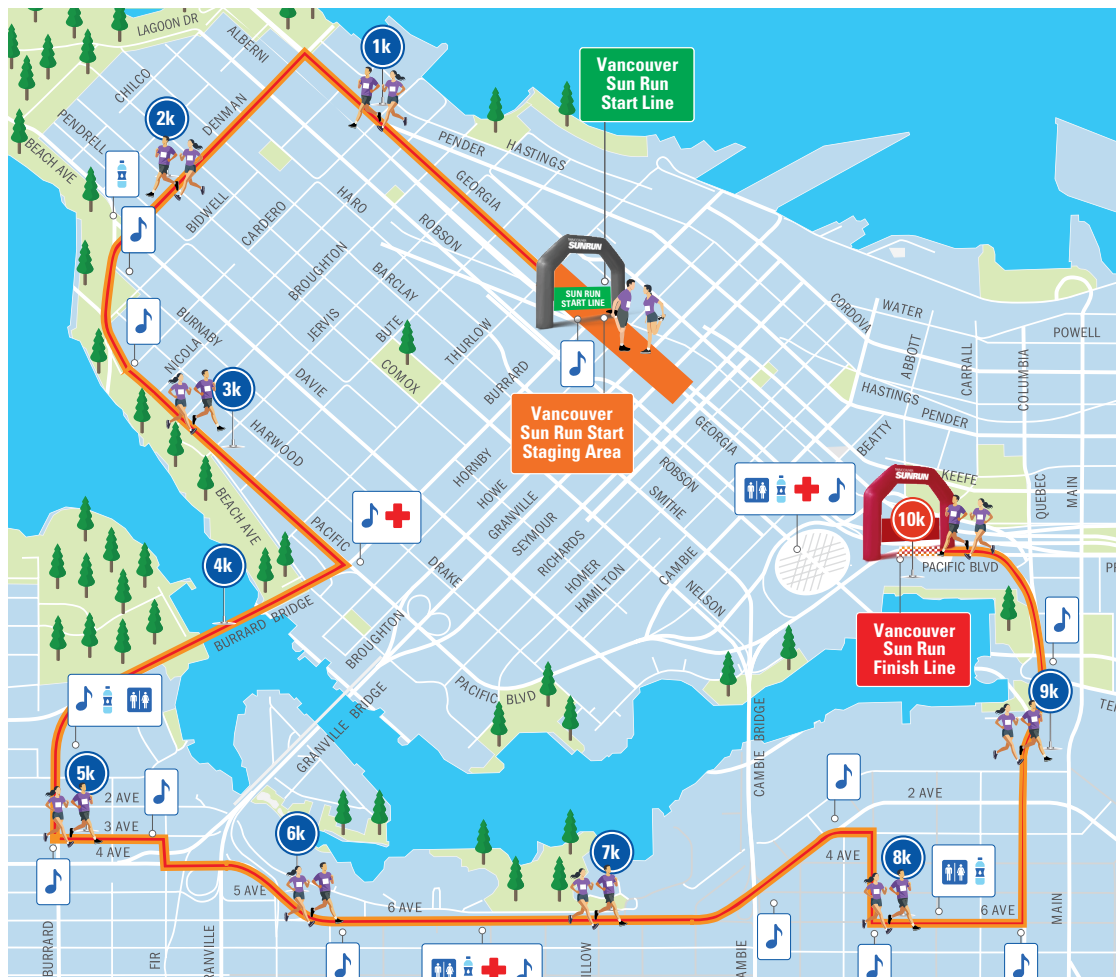 LAGOON DR
ALBERNI
1k
Vancouver
Sun Run
Start Line
CHILCO
2k
DENMAN
PENDRELL
BEACH AVE
PENDER
HASTINGS
GEORGIA
BIDWELL
CARDERO
HARO
ROBSON
SUNRUN
SUN RUN
START LINE
BROUGHTON
BARCLAY
CORDOVA
WATER
BURNABY
JERVIS
BUTE
THURLOW
NICOLA
COMOX
BURRARD
ABBOTT
CARRALL
COLUMBIA
POWELL
3k
DAVIE
HARWOOD
HASTINGS
PENDER
Vancouver
Sun Run Start
Staging Area
GEORGIA
BEATTY
HORNBY
HOWE
GRANVILLE
SEYMOUR
RICHARDS
HOMER
HAMILTON
ROBSON
SMITHE
KEEFE
SUNRUN
QUEBEC
MAIN
BEACH AVE
PACIFIC
10k
4k
DRAKE
CAMBIE
NELSON
PACIFIC BLVD
BURRARD BRIDGE
BROUGHTON
Vancouver
Sun Run
Finish Line
PACIFIC BLVD
GRANVILLE BRIDGE
CAMBIE BRIDGE
9k
5k
2 AVE
3 AVE
4 AVE
2 AVE
6k
7k
4 AVE
8k
5 AVE
6 AVE
6 AVE
MAIN
BURRARD
FIR